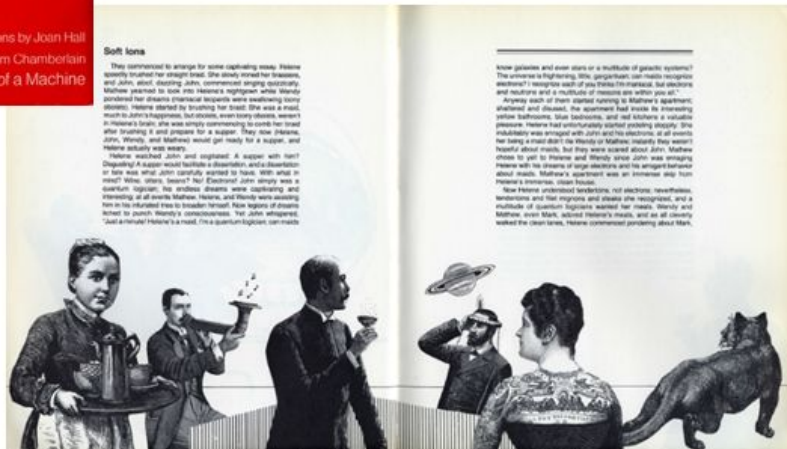 ns by Joan Hall
m Chamberlain
of a Machine
Soft Ions
They commenced to arrange for some captivating essay. Helene
speedily brushed her straight braid. She slowly ironed her brassiere,
and John, aloof, dazzling John, commenced singing quizzically.
Mathew yearned to look into Helene's nightgown while Wendy
pondered her dreams (maniacal leopards were swallowing loony
oboists). Helene started by brushing her braid: She was a maid,
much to John's happiness, but oboists, even loony oboists, weren't
in Helene's brain; she was simply commencing to comb her braid
after brushing it and prepare for a supper. They now (Helene,
John, Wendy, and Mathew) would get ready for a supper, and
Helene actually was weary.
Helene watched John and cogitated: A supper with him?
Disgusting! A supper would facilitate a dissertation, and a dissertation
or tale was what John carefully wanted to have. With what in
mind? Wine, otters, beans? No! Electrons! John simply was a
quantum logician; his endless dreams were captivating and
interesting; at all events Mathew, Helene, and Wendy were assisting
him in his infuriated tries to broaden himself. Now legions of dreams
itched to punch Wendy's consciousness. Yet John whispered,
"Just a minute! Helene's a maid, I'm a quantum logician; can maids
know galaxies and even stars or a multitude of galactic systems?
The universe is frightening, little, gargantuan; can maids recognize
electrons? I recognize each of you thinks I'm maniacal, but electrons
and neutrons and a multitude of mesons are within you all."
Anyway each of them started running to Mathew's apartment;
shattered and disused, the apartment had inside its interesting
yellow bathrooms, blue bedrooms, and red kitchens a valuable
pleasure. Helene had unfortunately started yodeling sloppily. She
indubitably was enraged with John and his electrons; at all events
her being a maid didn't Wendy or Mathew; instantly they weren't
hopeful about maids, but they were scared about John. Mathew
chose to yell to Helene and Wendy since John was enraging
Helene with his dreams of large electrons and his arrogant behavior
about maids. Mathew's apartment was an immense skip from
Helene's immense, clean house.
Now Helene understood tenderloins, not electrons; nevertheless,
tenderloins and filet mignons and steaks she recognized, and a
multitude of quantum logicians wanted her meats. Wendy and
Mathew, even Mark, adored Helene's meats, and as all cleverly
walked the clean lanes, Helene commenced pondering about Mark,